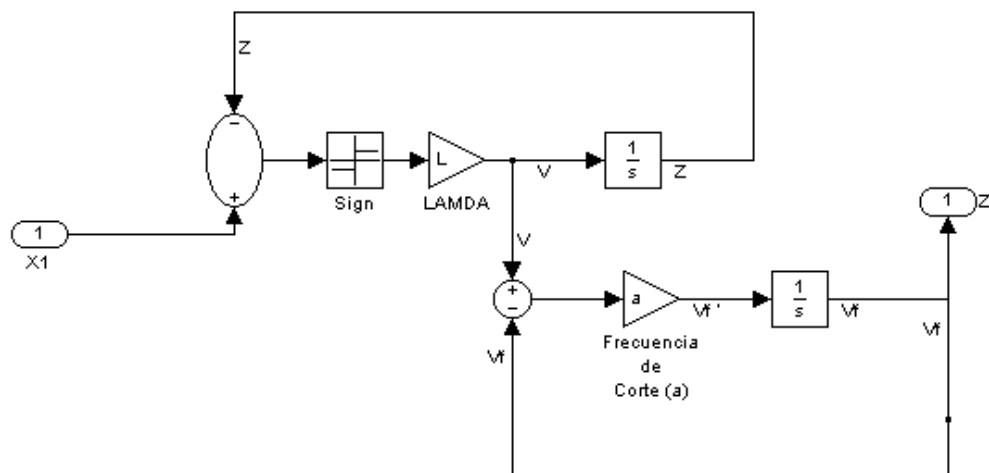 Z
−
+
1
X1
Sign
L
LAMDA
V
1
s
Z
V
+
−
Vf
a
Vf '
Frecuencia
de
Corte (a)
1
s
Vf
1
Z
Vf